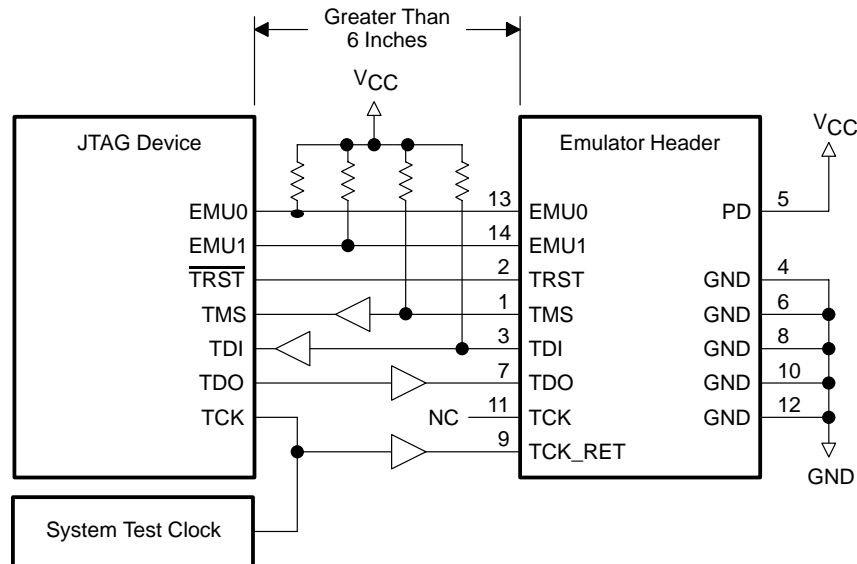 Greater Than
6 Inches
VCC
JTAG Device
Emulator Header
VCC
EMU0 13 EMU0 PD 5
EMU1 14 EMU1
TRST 2 TRST GND 4
TMS 1 TMS GND 6
TDI 3 TDI GND 8
TDO 7 TDO GND 10
TCK NC 11 TCK GND 12
9 TCK_RET
GND
System Test Clock